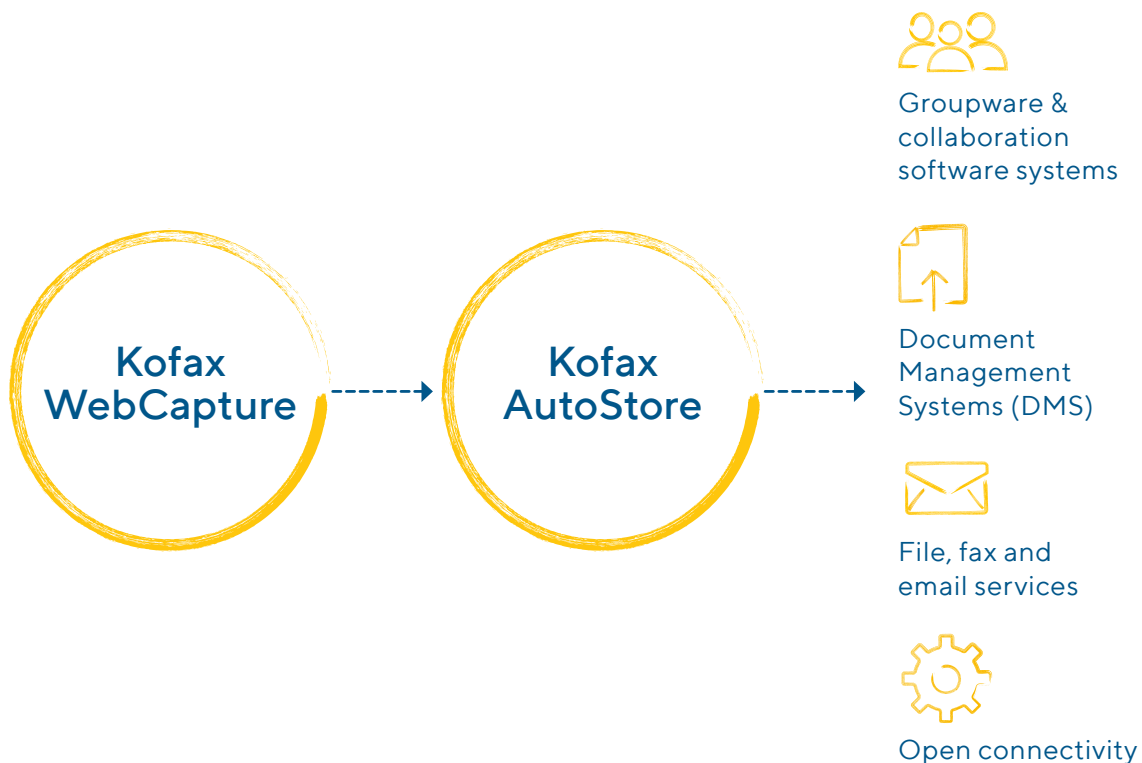 Kofax
WebCapture
Kofax
AutoStore
Groupware &
collaboration
software systems
Document
Management
Systems (DMS)
File, fax and
email services
Open connectivity